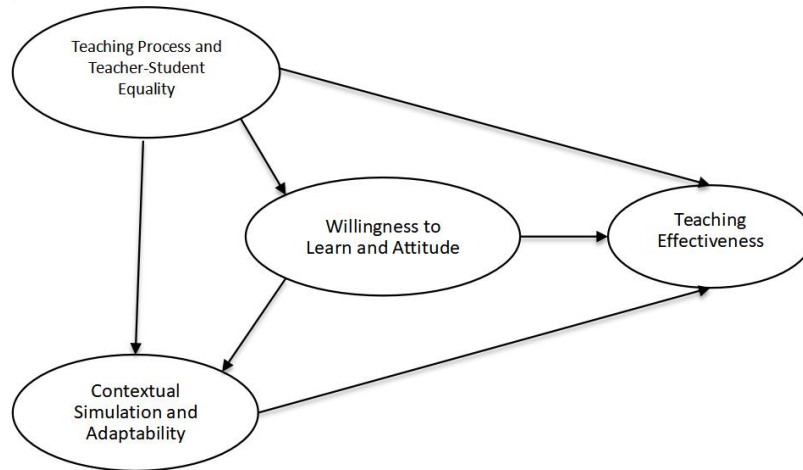 Teaching Process and
Teacher-Student
Equality
Willingness to
Learn and Attitude
Teaching
Effectiveness
Contextual
Simulation and
Adaptability